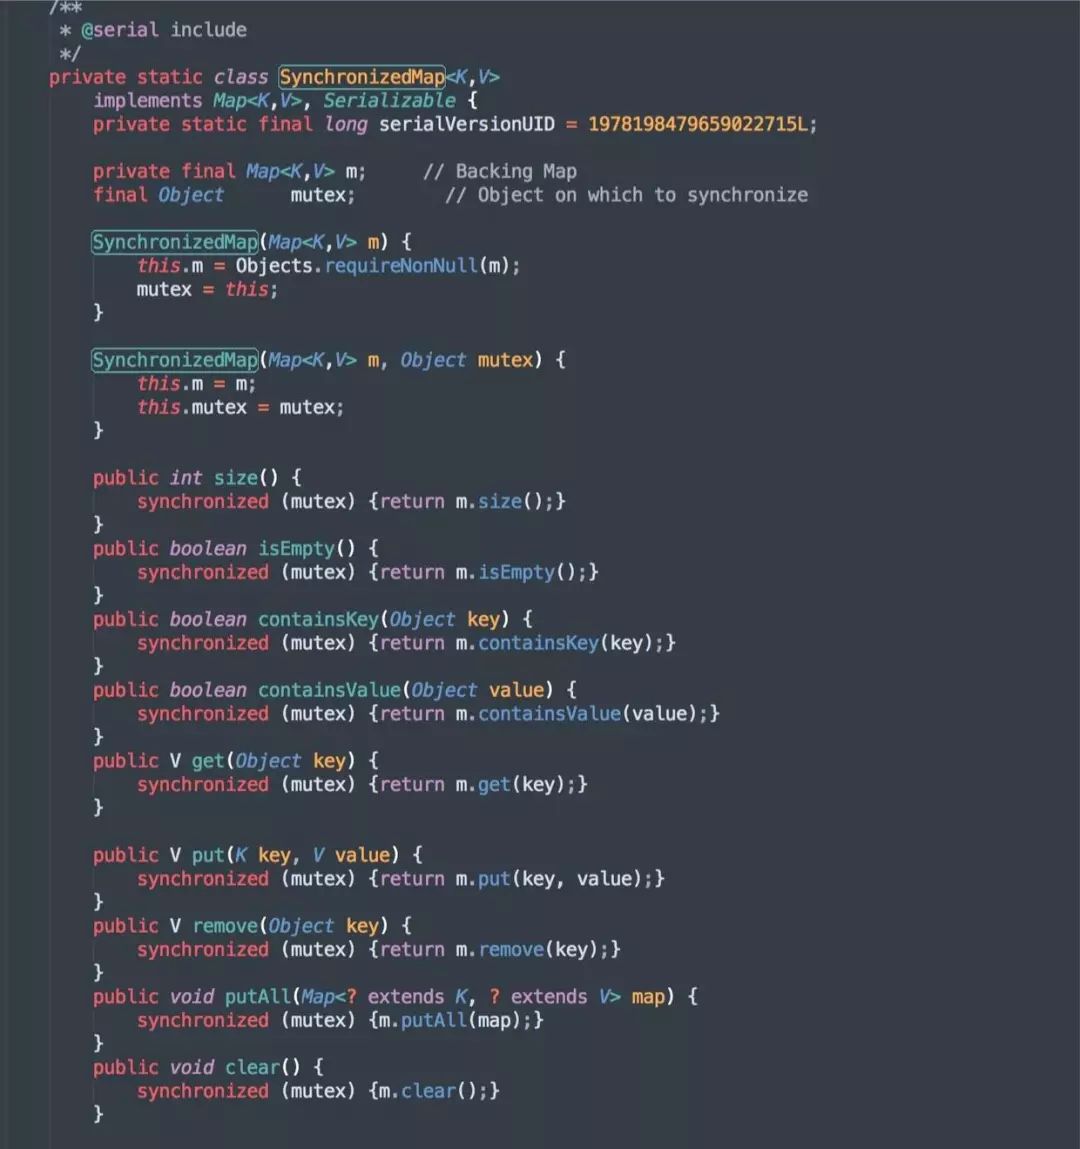 /**
 * @serial include
 */
private static class SynchronizedMap<K,V>
    implements Map<K,V>, Serializable {
    private static final long serialVersionUID = 1978198479659022715L;
    private final Map<K,V> m;     // Backing Map
    final Object      mutex;        // Object on which to synchronize
    SynchronizedMap(Map<K,V> m) {
        this.m = Objects.requireNonNull(m);
        mutex = this;
    }
    SynchronizedMap(Map<K,V> m, Object mutex) {
        this.m = m;
        this.mutex = mutex;
    }
    public int size() {
        synchronized (mutex) {return m.size();}
    }
    public boolean isEmpty() {
        synchronized (mutex) {return m.isEmpty();}
    }
    public boolean containsKey(Object key) {
        synchronized (mutex) {return m.containsKey(key);}
    }
    public boolean containsValue(Object value) {
        synchronized (mutex) {return m.containsValue(value);}
    }
    public V get(Object key) {
        synchronized (mutex) {return m.get(key);}
    }
    public V put(K key, V value) {
        synchronized (mutex) {return m.put(key, value);}
    }
    public V remove(Object key) {
        synchronized (mutex) {return m.remove(key);}
    }
    public void putAll(Map<? extends K, ? extends V> map) {
        synchronized (mutex) {m.putAll(map);}
    }
    public void clear() {
        synchronized (mutex) {m.clear();}
    }